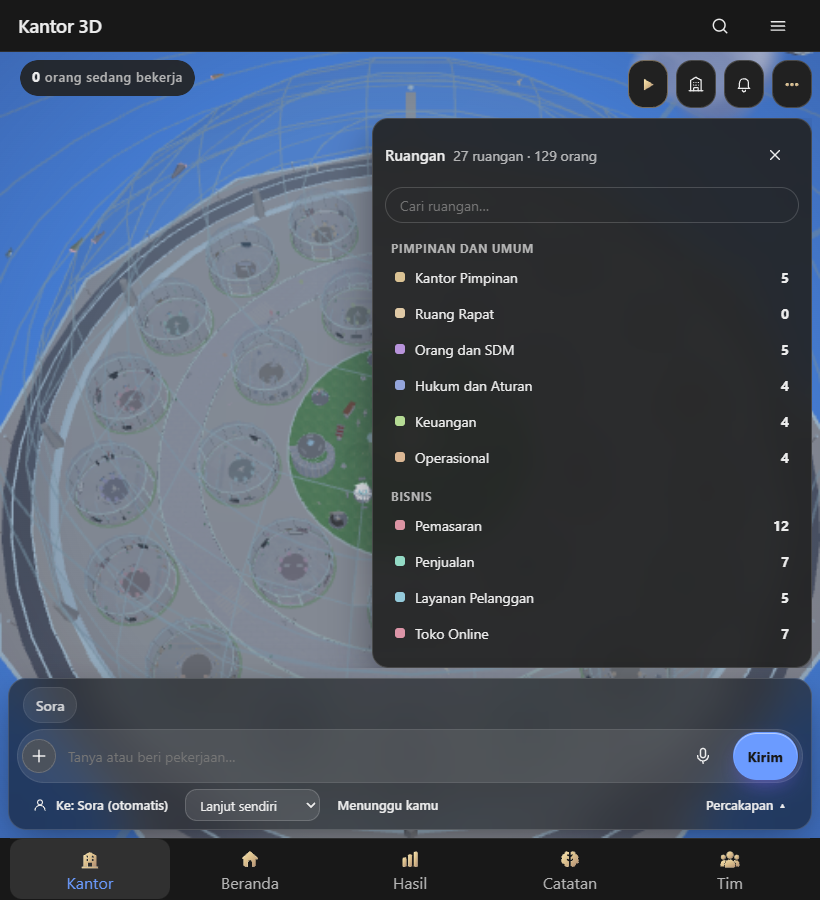 Kantor 3D
0 orang sedang bekerja
Ruangan 27 ruangan · 129 orang
Cari ruangan...
PIMPINAN DAN UMUM
Kantor Pimpinan 5
Ruang Rapat 0
Orang dan SDM 5
Hukum dan Aturan 4
Keuangan 4
Operasional 4
BISNIS
Pemasaran 12
Penjualan 7
Layanan Pelanggan 5
Toko Online 7
Sora
Tanya atau beri pekerjaan...
Kirim
Ke: Sora (otomatis) Lanjut sendiri Menunggu kamu Percakapan
Kantor Beranda Hasil Catatan Tim